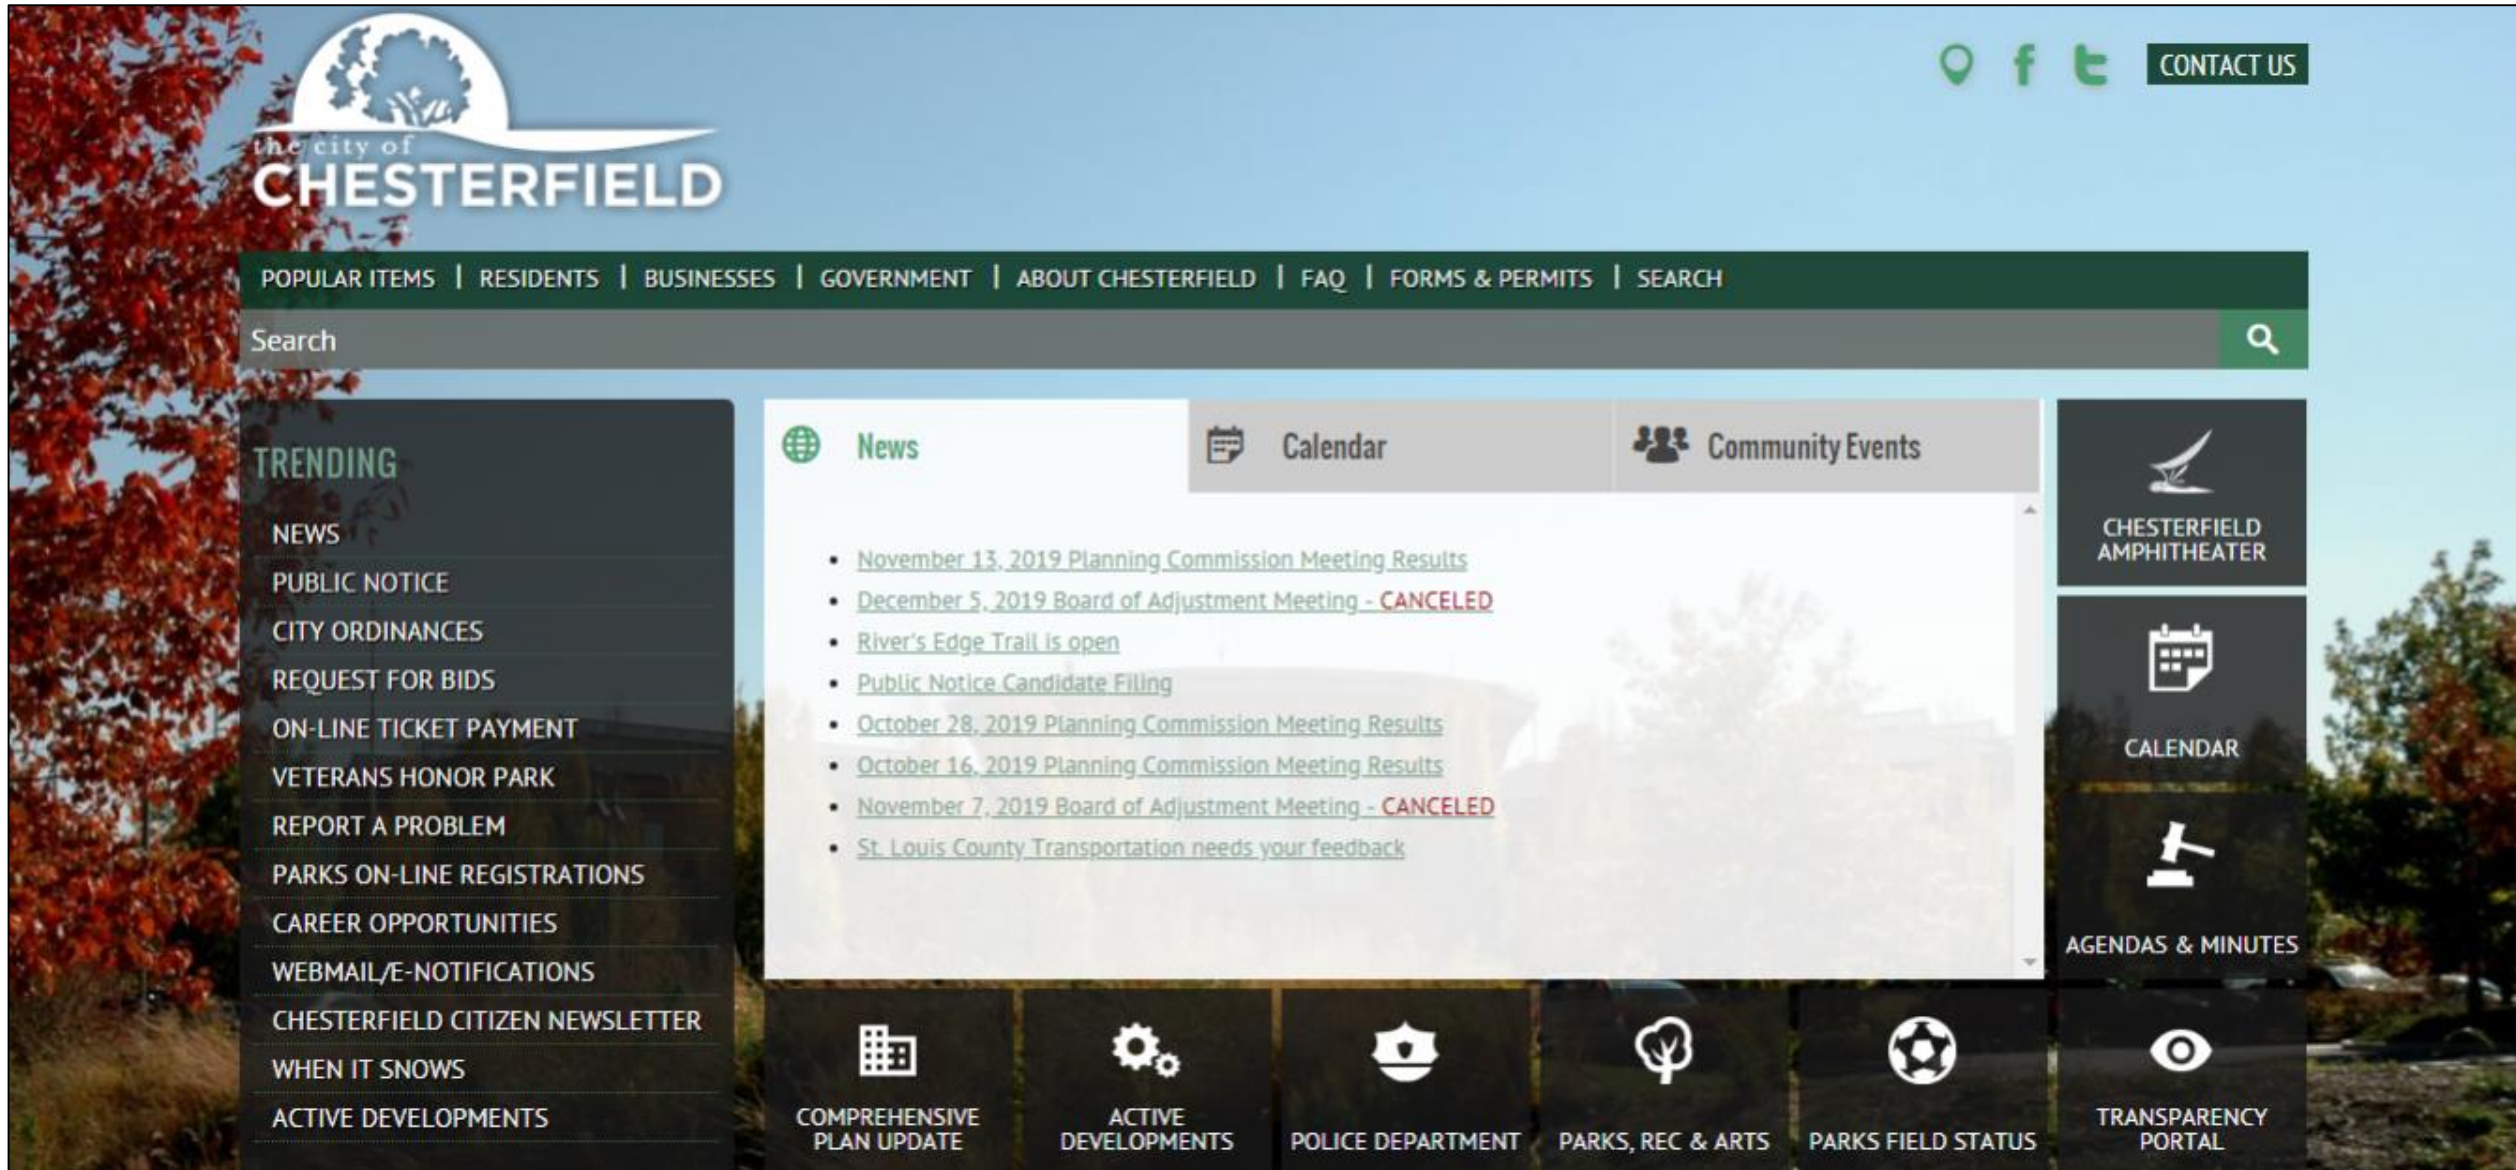 the city of
CHESTERFIELD
CONTACT US
POPULAR ITEMS | RESIDENTS | BUSINESSES | GOVERNMENT | ABOUT CHESTERFIELD | FAQ | FORMS & PERMITS | SEARCH
Search
TRENDING
NEWS
PUBLIC NOTICE
CITY ORDINANCES
REQUEST FOR BIDS
ON-LINE TICKET PAYMENT
VETERANS HONOR PARK
REPORT A PROBLEM
PARKS ON-LINE REGISTRATIONS
CAREER OPPORTUNITIES
WEBMAIL/E-NOTIFICATIONS
CHESTERFIELD CITIZEN NEWSLETTER
WHEN IT SNOWS
ACTIVE DEVELOPMENTS
News
Calendar
Community Events
• November 13, 2019 Planning Commission Meeting Results
• December 5, 2019 Board of Adjustment Meeting - CANCELED
• River's Edge Trail is open
• Public Notice Candidate Filing
• October 28, 2019 Planning Commission Meeting Results
• October 16, 2019 Planning Commission Meeting Results
• November 7, 2019 Board of Adjustment Meeting - CANCELED
• St. Louis County Transportation needs your feedback
CHESTERFIELD
AMPHITHEATER
CALENDAR
AGENDAS & MINUTES
COMPREHENSIVE
PLAN UPDATE
ACTIVE
DEVELOPMENTS
POLICE DEPARTMENT
PARKS, REC & ARTS
PARKS FIELD STATUS
TRANSPARENCY
PORTAL